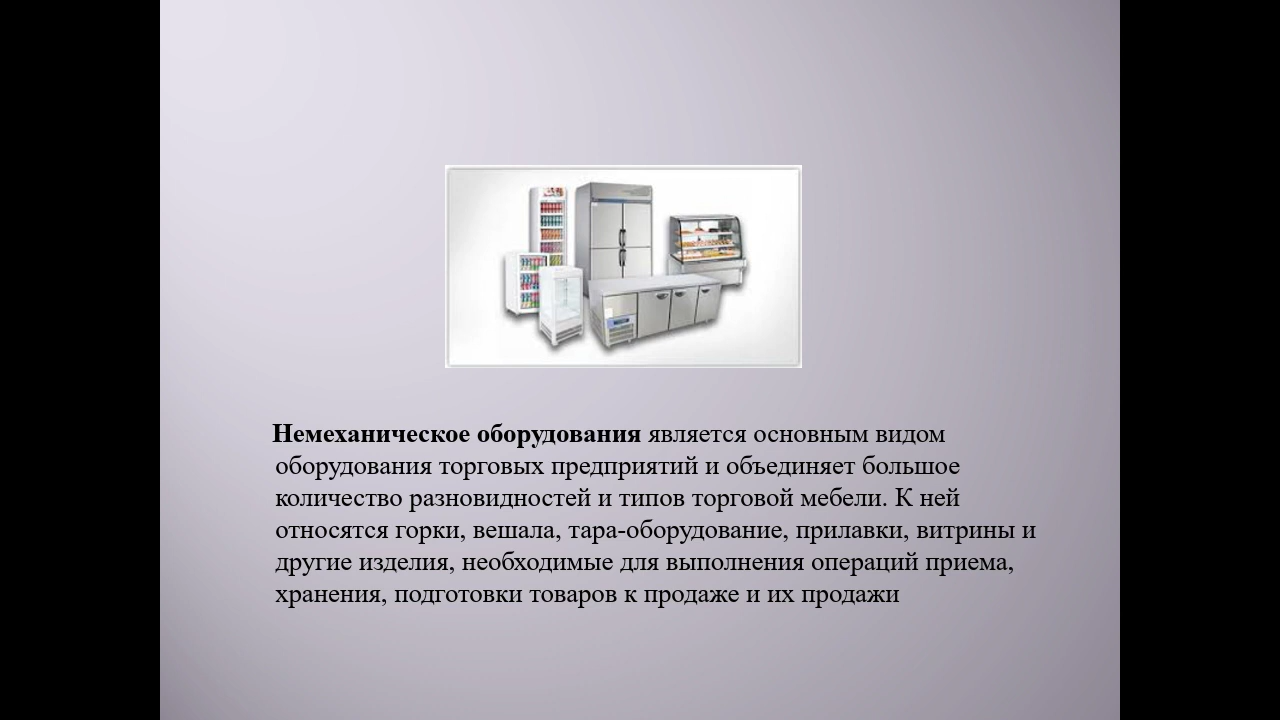 Немеханическое оборудования является основным видом
оборудования торговых предприятий и объединяет большое
количество разновидностей и типов торговой мебели. К ней
относятся горки, вешала, тара-оборудование, прилавки, витрины и
другие изделия, необходимые для выполнения операций приема,
хранения, подготовки товаров к продаже и их продажи